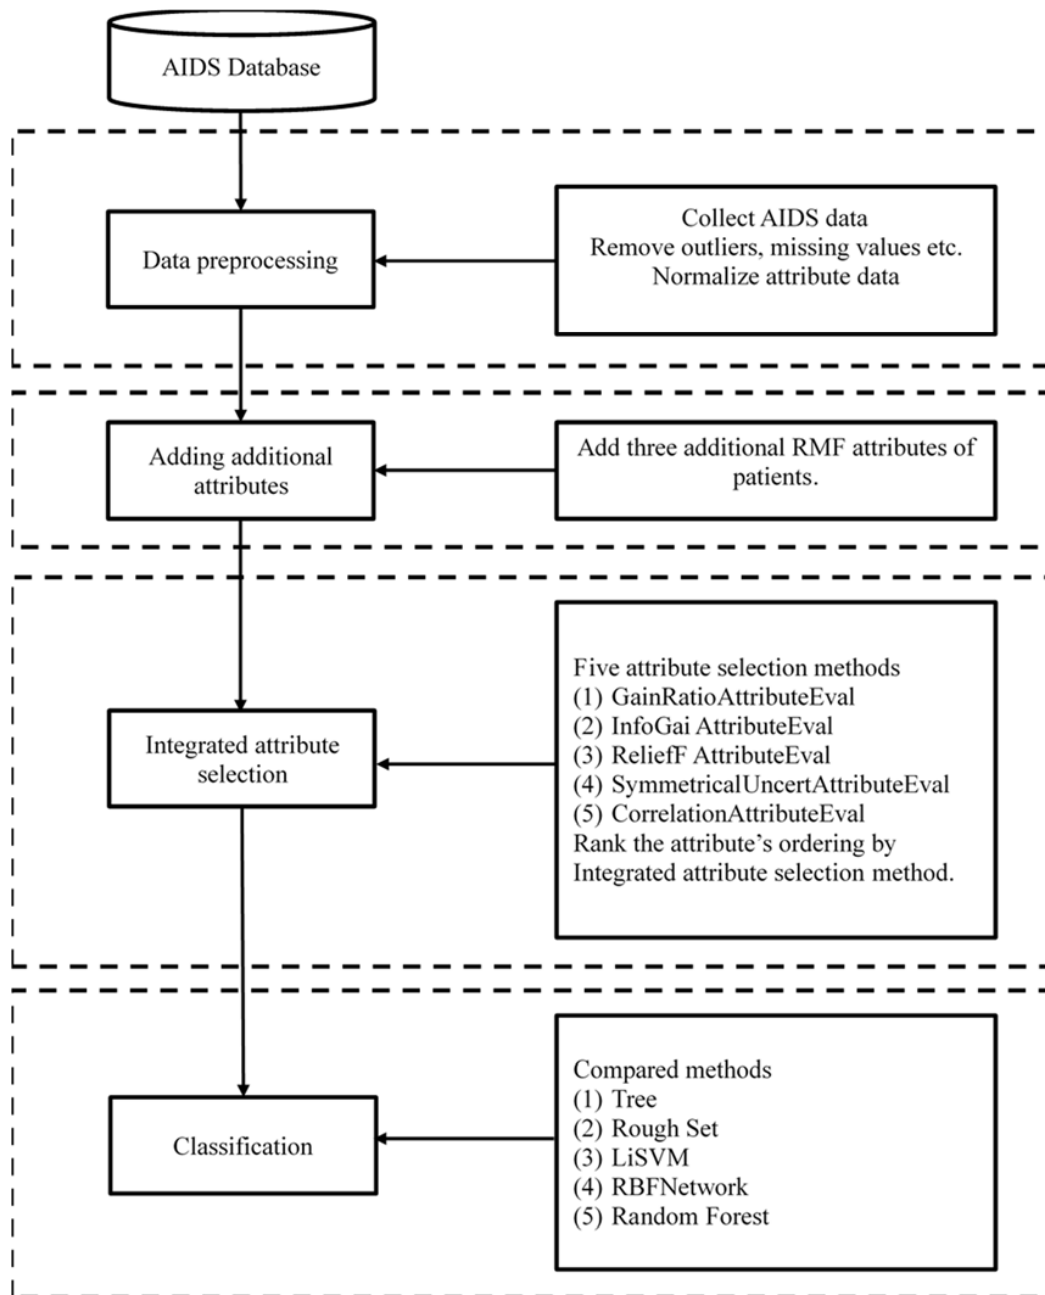 AIDS Database
Data preprocessing
Collect AIDS data
Remove outliers, missing values etc.
Normalize attribute data
Adding additional
attributes
Add three additional RMF attributes of
patients.
Integrated attribute
selection
Five attribute selection methods
(1) GainRatioAttributeEval
(2) InfoGai AttributeEval
(3) ReliefF AttributeEval
(4) SymmetricalUncertAttributeEval
(5) CorrelationAttributeEval
Rank the attribute’s ordering by
Integrated attribute selection method.
Classification
Compared methods
(1) Tree
(2) Rough Set
(3) LiSVM
(4) RBFNetwork
(5) Random Forest